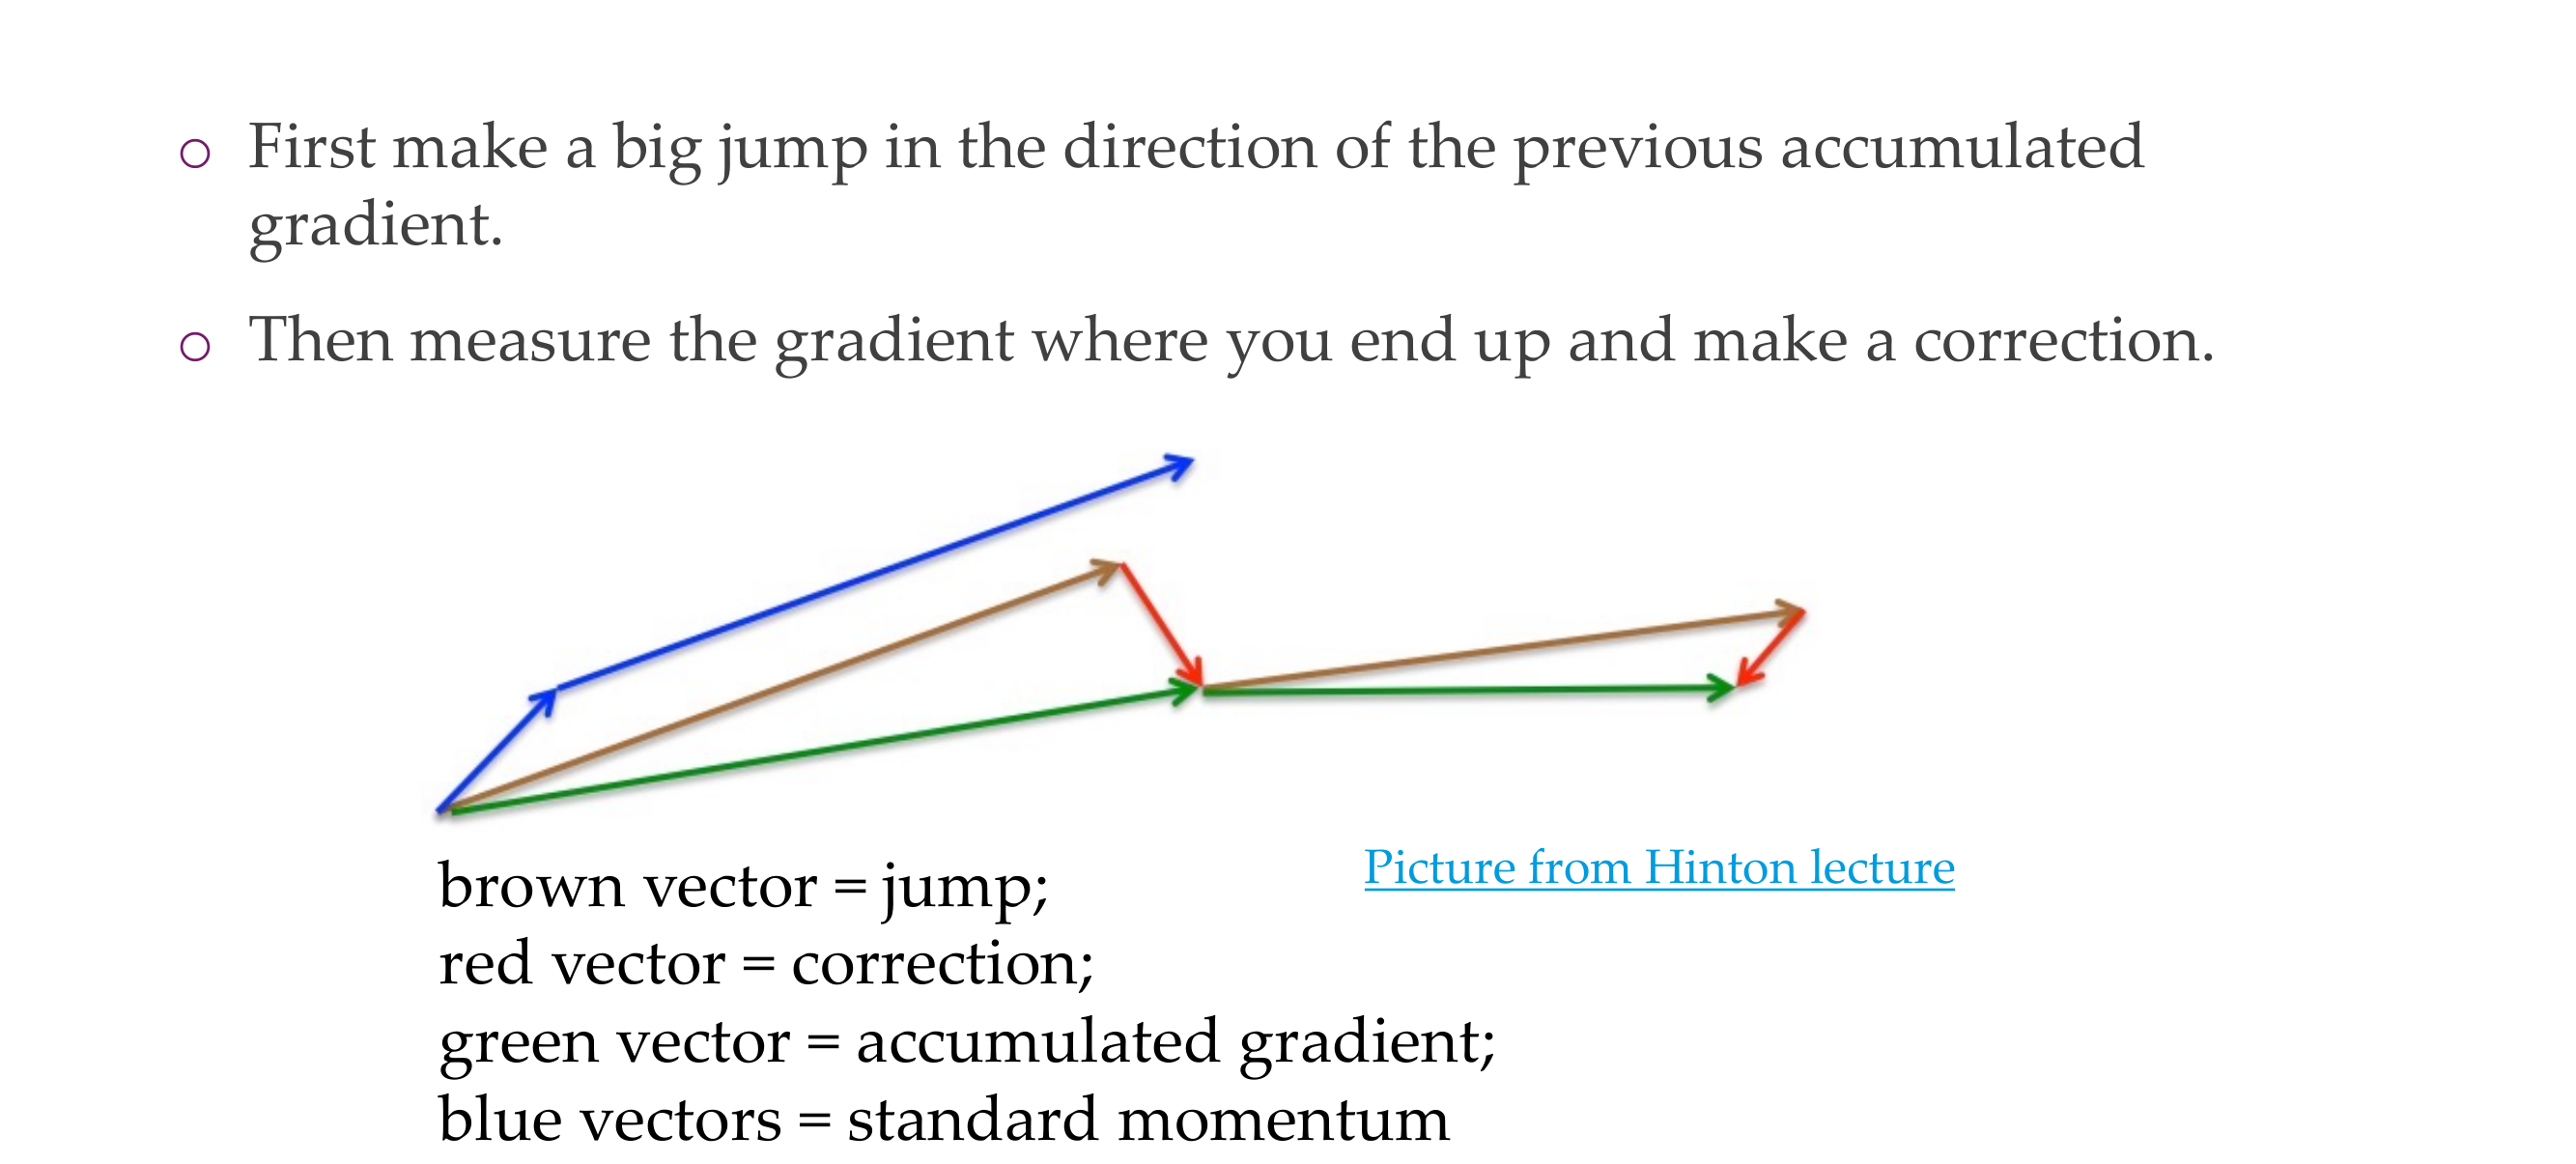 First make a big jump in the direction of the previous accumulated
gradient.
Then measure the gradient where you end up and make a correction.
brown vector = jump;
Picture from Hinton lecture
red vector = correction;
green vector = accumulated gradient;
blue vectors = standard momentum